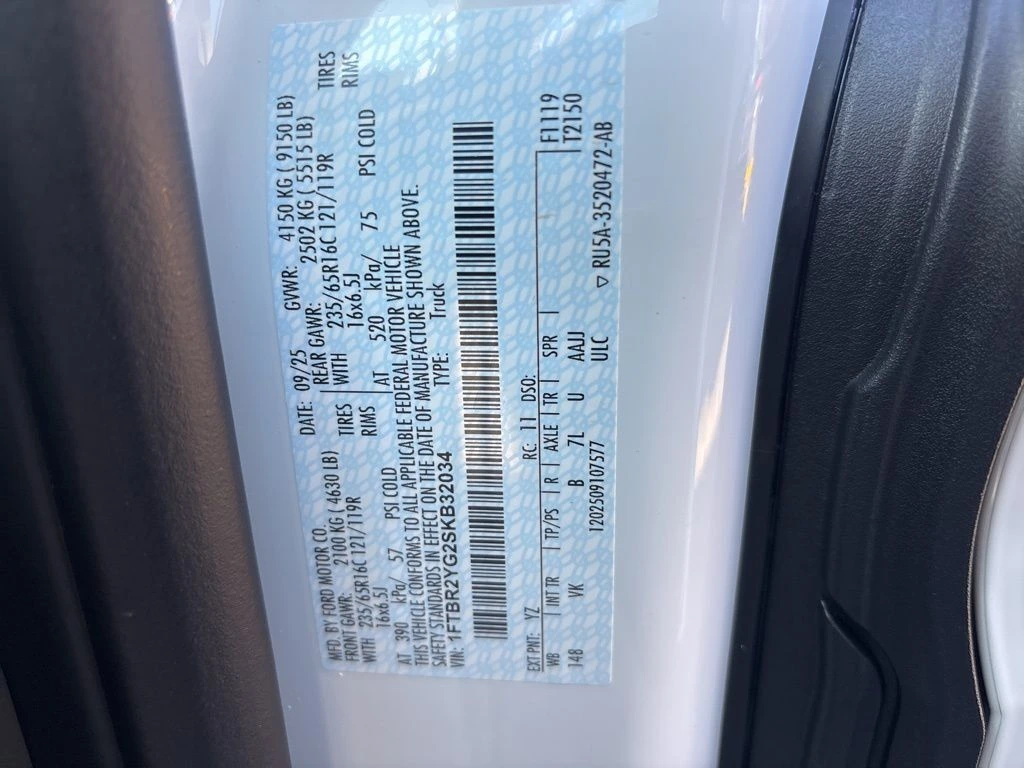 MFD. BY FORD MOTOR CO. DATE: 09/25 GVWR: 4150 KG ( 9150 LB)
FRONT GAWR: 2100 KG ( 4630 LB) REAR GAWR: 2502 KG ( 5515 LB)
WITH 235/65R16C 121/119R TIRES WITH 235/65R16C 121/119R TIRES
16x6.5J RIMS 16x6.5J RIMS
AT 390 kPa/ 57 PSI COLD AT 520 kPa/ 75 PSI COLD
THIS VEHICLE CONFORMS TO ALL APPLICABLE FEDERAL MOTOR VEHICLE
SAFETY STANDARDS IN EFFECT ON THE DATE OF MANUFACTURE SHOWN ABOVE.
VIN: 1FTBR2YG2SKB32034 TYPE: Truck
EXT PNT: YZ RC: 11 DSO: F1119
WB INT TR TP/PS R AXLE TR SPR T2150
148 VK B 7L U AAJJ
1202509107577 ULC ▽ RU5A-3520472-AB